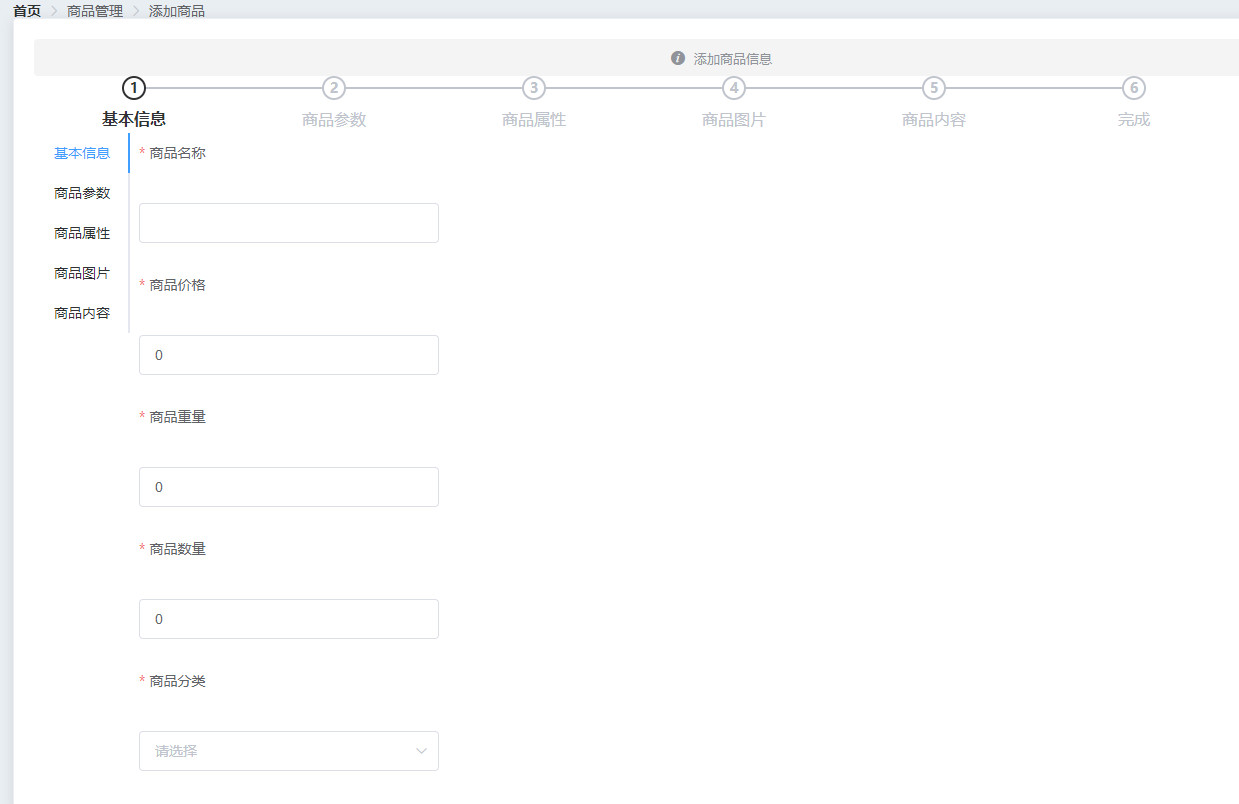 首页 > 商品管理 > 添加商品
添加商品信息
1 2 3 4 5 6
基本信息 商品参数 商品属性 商品图片 商品内容 完成
基本信息
商品参数
商品属性
商品图片
商品内容
* 商品名称
* 商品价格
0
* 商品重量
0
* 商品数量
0
* 商品分类
请选择